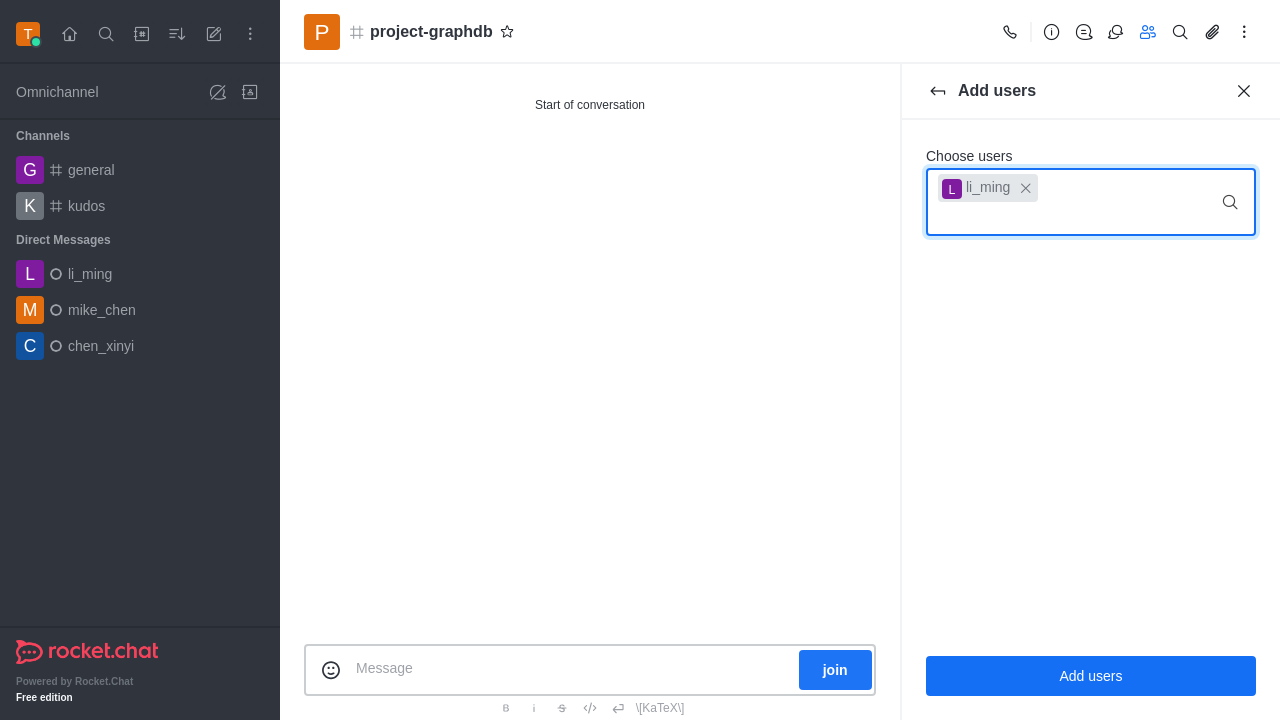 T
Omnichannel
Channels
G general
K kudos
Direct Messages
L li_ming
M mike_chen
C chen_xinyi
rocket.chat
Powered by Rocket.Chat
Free edition
P project-graphdb
Start of conversation
Message
join
B i S \[KaTeX\]
Add users
Choose users
L li_ming
Add users